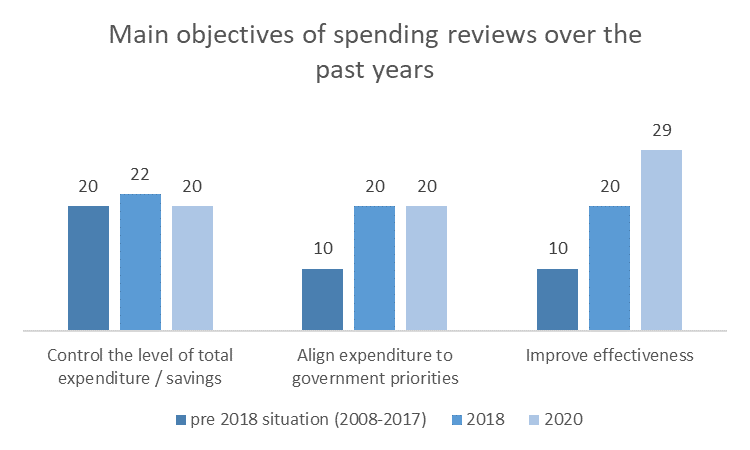 Main objectives of spending reviews over the
past years
20
22
20
10
20
20
10
20
29
Control the level of total
expenditure / savings
Align expenditure to
government priorities
Improve effectiveness
pre 2018 situation (2008-2017)
2018
2020